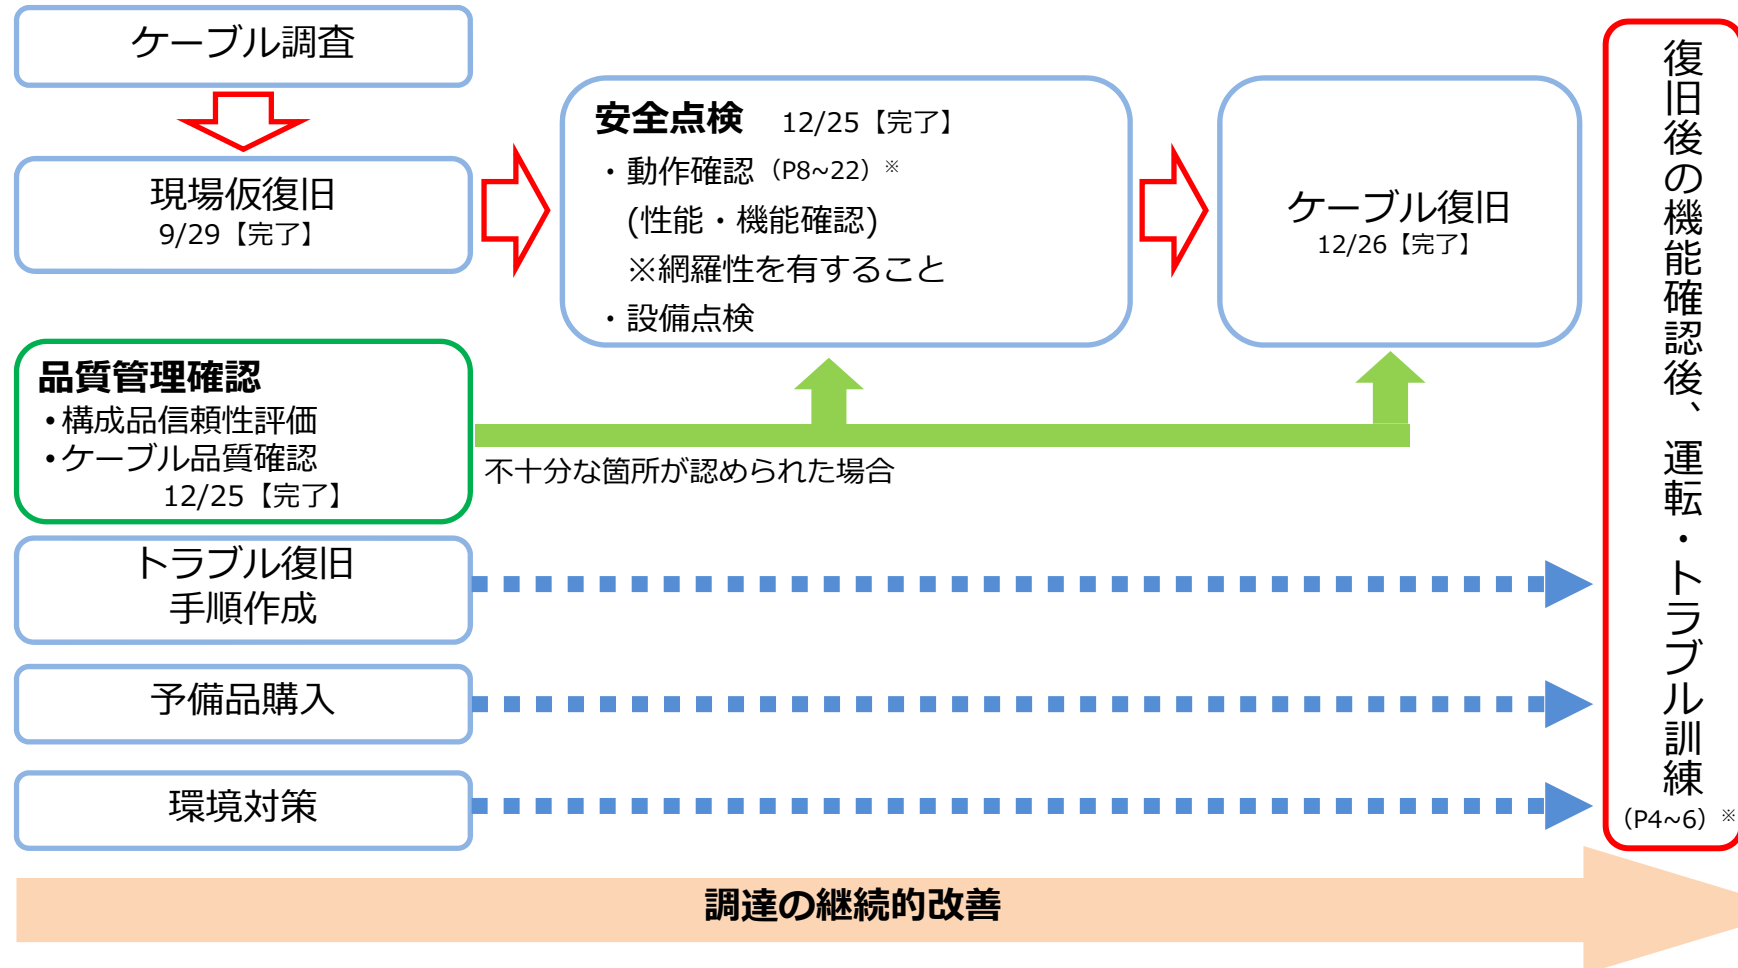 ケーブル調査
現場仮復旧
9/29【完了】
安全点検　12/25【完了】
・動作確認（P8~22）※
(性能・機能確認)
※網羅性を有すること
・設備点検
ケーブル復旧
12/26【完了】
品質管理確認
・構成品信頼性評価
・ケーブル品質確認
12/25【完了】
不十分な箇所が認められた場合
トラブル復旧
手順作成
予備品購入
環境対策
復旧後の機能確認後、運転・トラブル訓練
（P4~6）※
調達の継続的改善